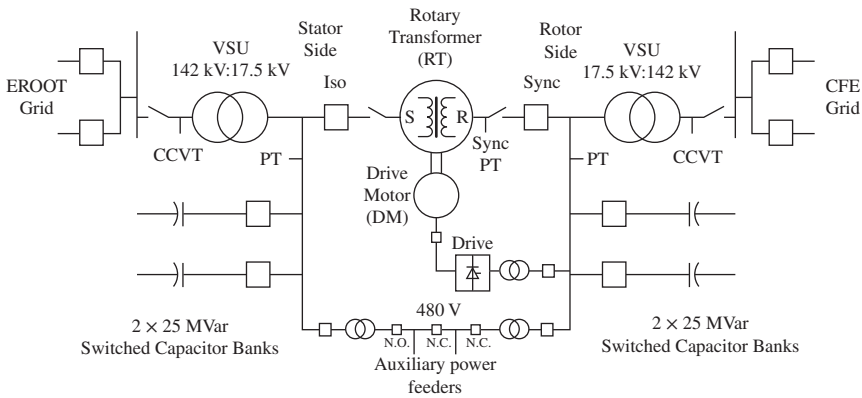 EROOT
Grid
VSU
142 kV:17.5 kV
CCVT
Stator
Side
Iso
PT
Rotary
Transformer
(RT)
S
R
Sync
PT
Drive
Motor
(DM)
Drive
Rotor
Side
Sync
VSU
17.5 kV:142 kV
PT
CCVT
CFE
Grid
2 × 25 MVar
Switched Capacitor Banks
480 V
N.O.
N.C.
N.C.
Auxiliary power
feeders
2 × 25 MVar
Switched Capacitor Banks